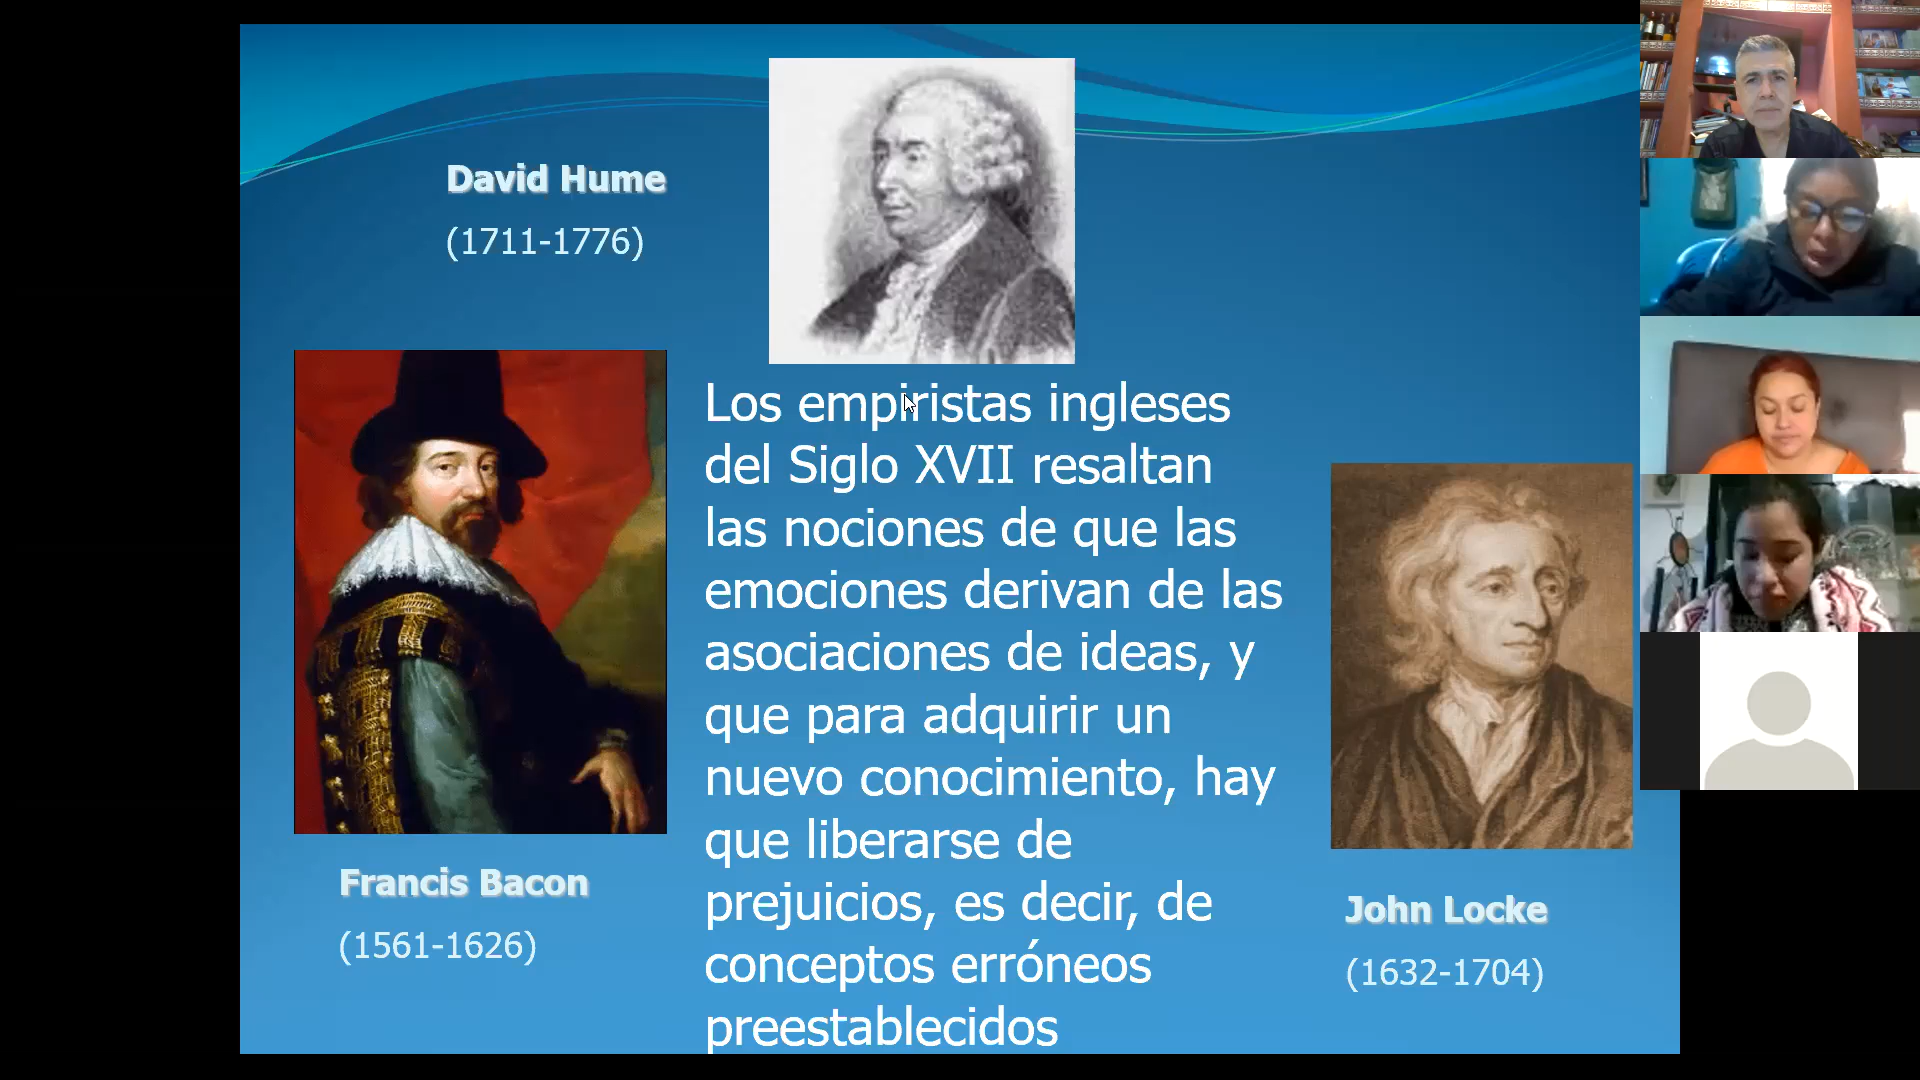 David Hume
(1711-1776)
Los empiristas ingleses
del Siglo XVII resaltan
las nociones de que las
emociones derivan de las
asociaciones de ideas, y
que para adquirir un
nuevo conocimiento, hay
que liberarse de
prejuicios, es decir, de
conceptos erróneos
preestablecidos
Francis Bacon
(1561-1626)
John Locke
(1632-1704)